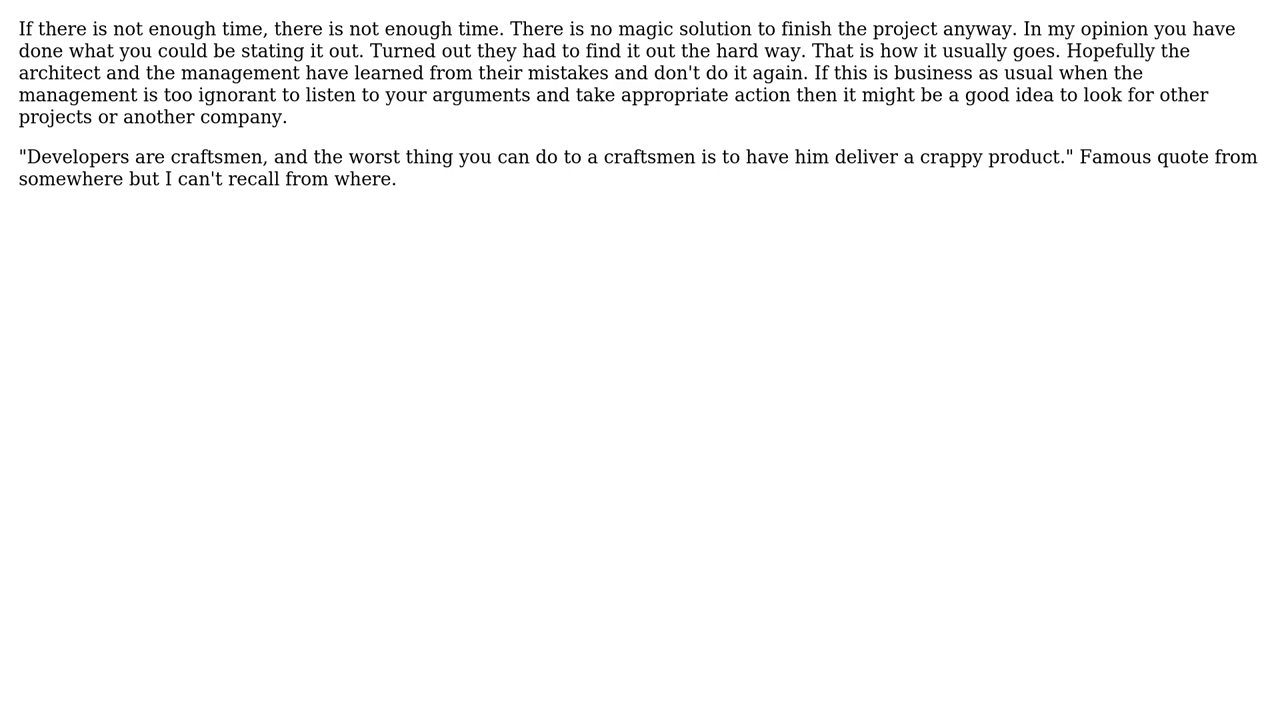 If there is not enough time, there is not enough time. There is no magic solution to finish the project anyway. In my opinion you have
done what you could be stating it out. Turned out they had to find it out the hard way. That is how it usually goes. Hopefully the
architect and the management have learned from their mistakes and don't do it again. If this is business as usual when the
management is too ignorant to listen to your arguments and take appropriate action then it might be a good idea to look for other
projects or another company.
"Developers are craftsmen, and the worst thing you can do to a craftsmen is to have him deliver a crappy product." Famous quote from
somewhere but I can't recall from where.